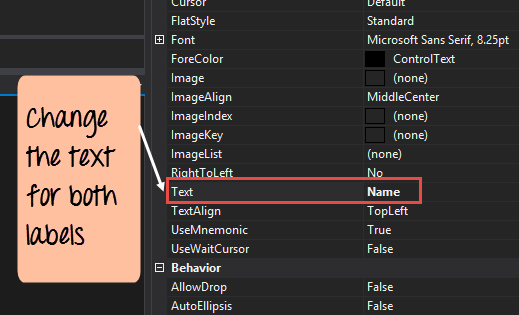 Cursor Default
FlatStyle Standard
Font Microsoft Sans Serif, 8.25pt
ForeColor ControlText
Image (none)
ImageAlign MiddleCenter
ImageIndex (none)
ImageKey (none)
ImageList (none)
RightToLeft No
Text Name
TextAlign TopLeft
UseMnemonic True
UseWaitCursor False
Behavior
AllowDrop False
AutoEllipsis False
Change
the text
for both
labels